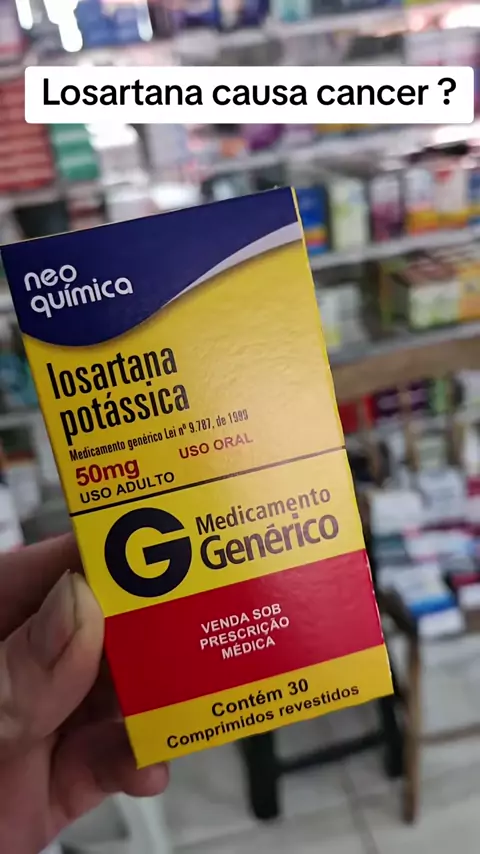 Losartana causa cancer ?
neo
química
losartana
potássica
Medicamento genérico Lei nº 9.787, de 1999
50mg USO ORAL
USO ADULTO
G Medicamento
Genérico
VENDA SOB
PRESCRIÇÃO
MÉDICA
Contém 30
Comprimidos revestidos